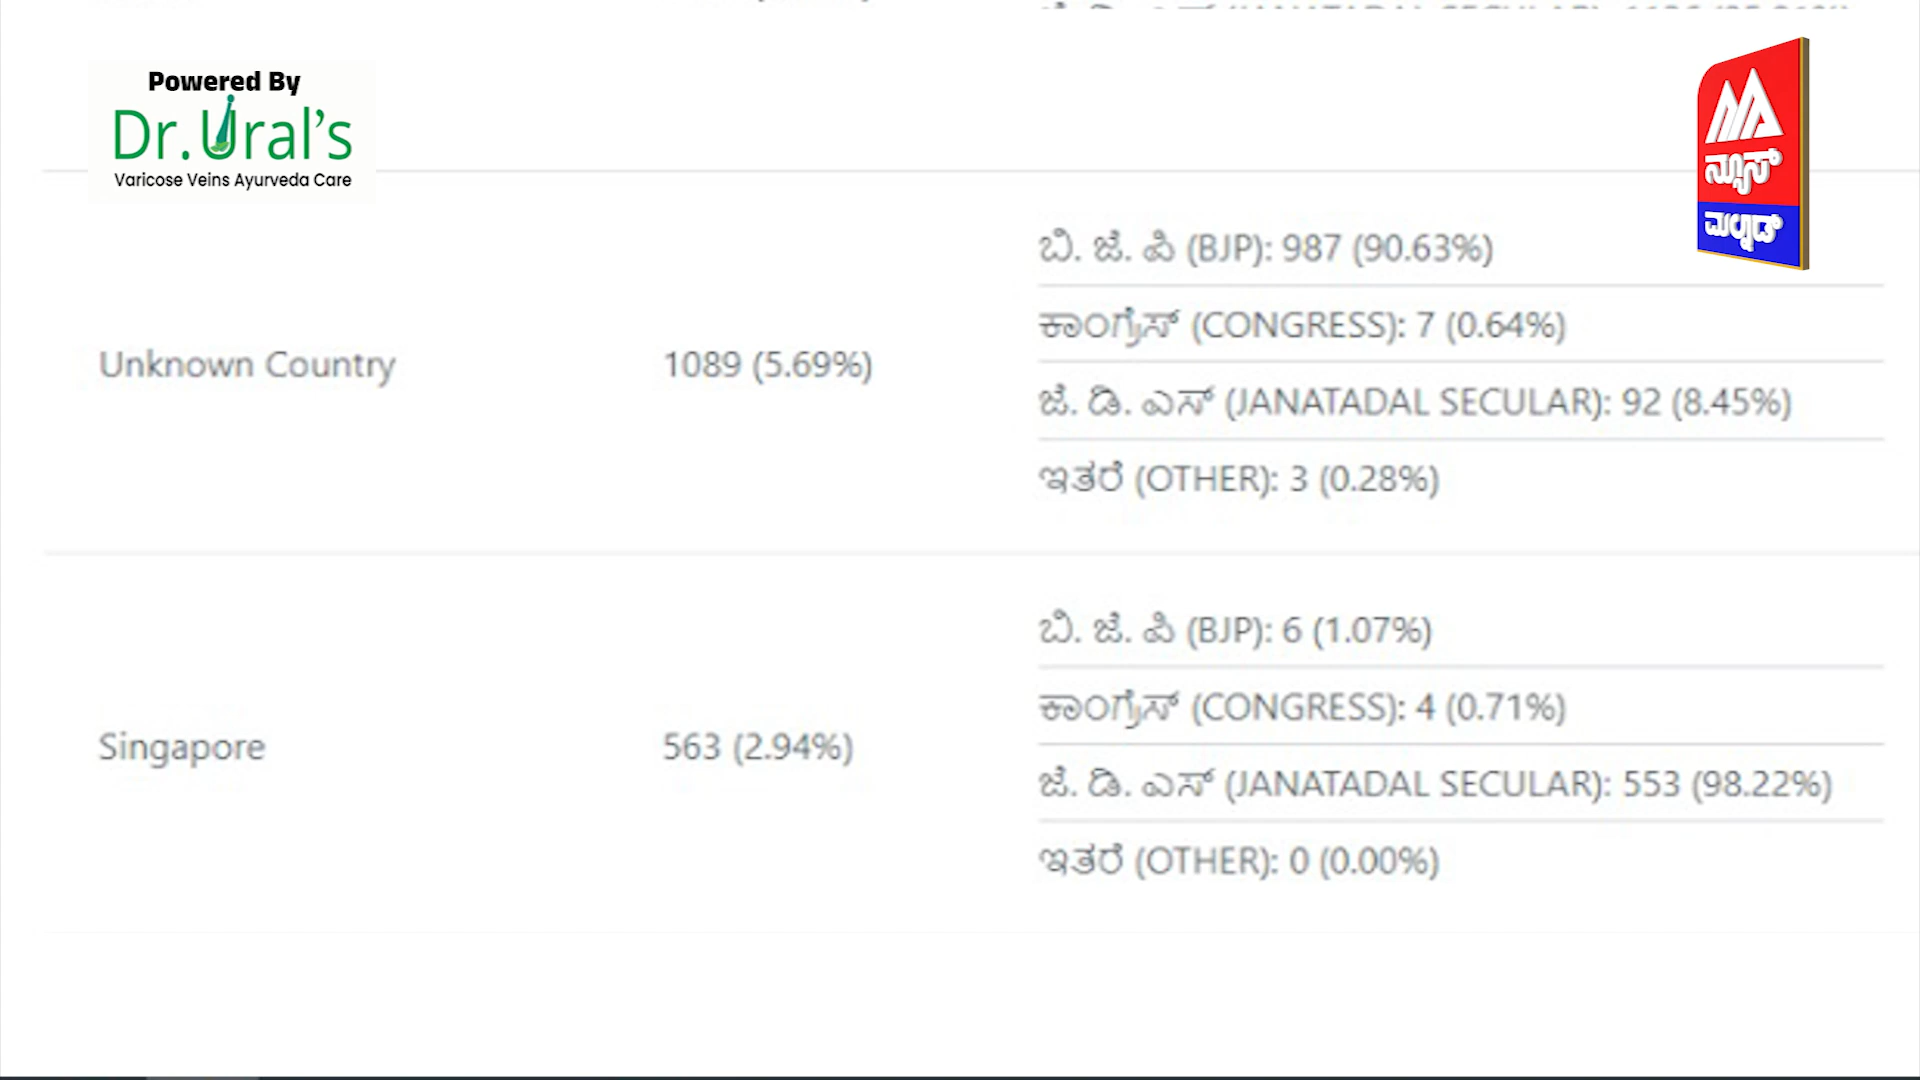 Powered By
Dr. Ural's
Varicose Veins Ayurveda Care
ನ್ಯೂಸ್
ಮಲ್ನಾಡ್
Unknown Country
1089 (5.69%)
ಬಿ. ಜೆ. ಪಿ (BJP): 987 (90.63%)
ಕಾಂಗ್ರೆಸ್ (CONGRESS): 7 (0.64%)
ಜೆ. ಡಿ. ಎಸ್ (JANATADAL SECULAR): 92 (8.45%)
ಇತರೆ (OTHER): 3 (0.28%)
Singapore
563 (2.94%)
ಬಿ. ಜೆ. ಪಿ (BJP): 6 (1.07%)
ಕಾಂಗ್ರೆಸ್ (CONGRESS): 4 (0.71%)
ಜೆ. ಡಿ. ಎಸ್ (JANATADAL SECULAR): 553 (98.22%)
ಇತರೆ (OTHER): 0 (0.00%)